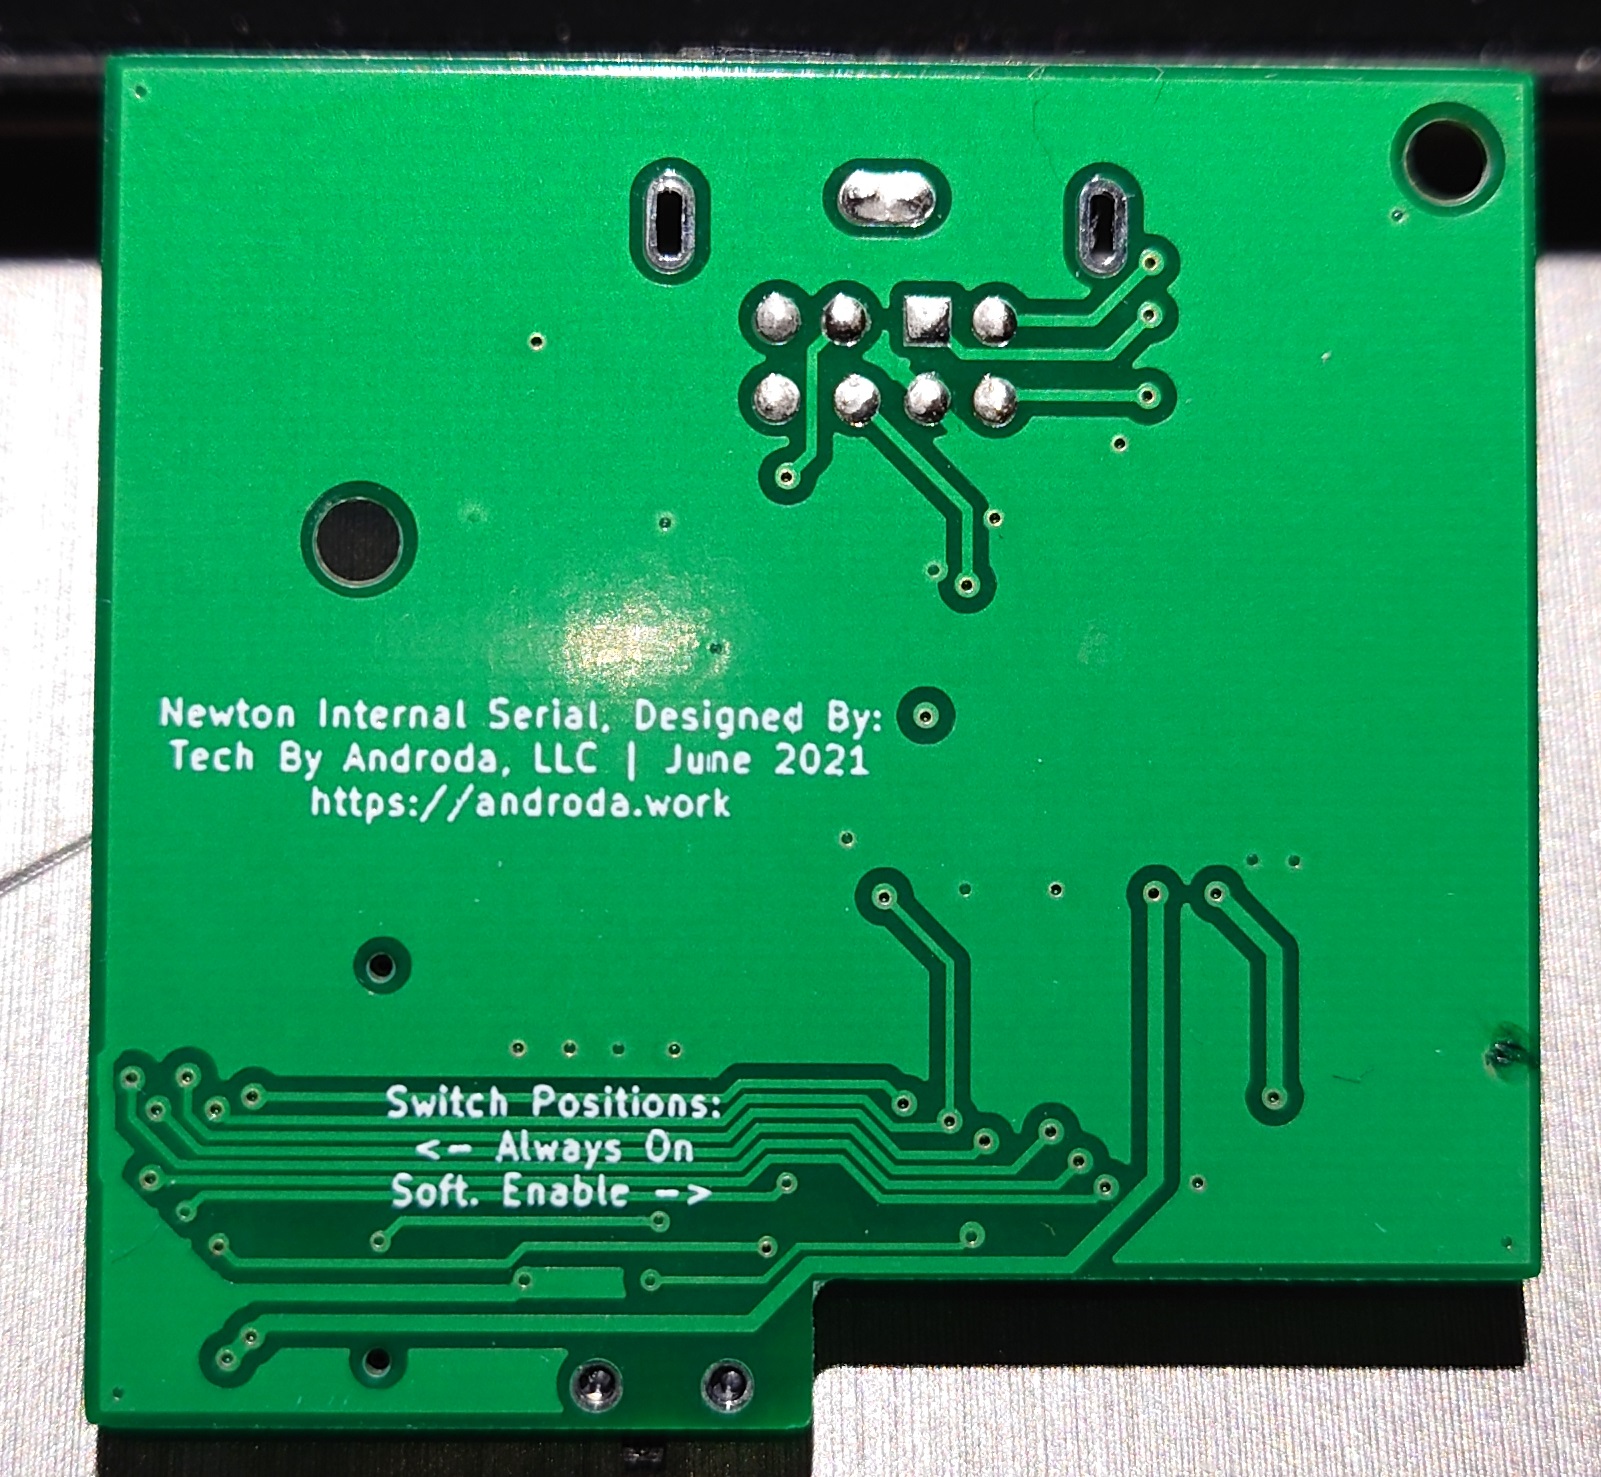 Newton Internal Serial, Designed By:
Tech By Androda, LLC | June 2021
https://androda.work
Switch Positions:
<- Always On
Soft. Enable ->